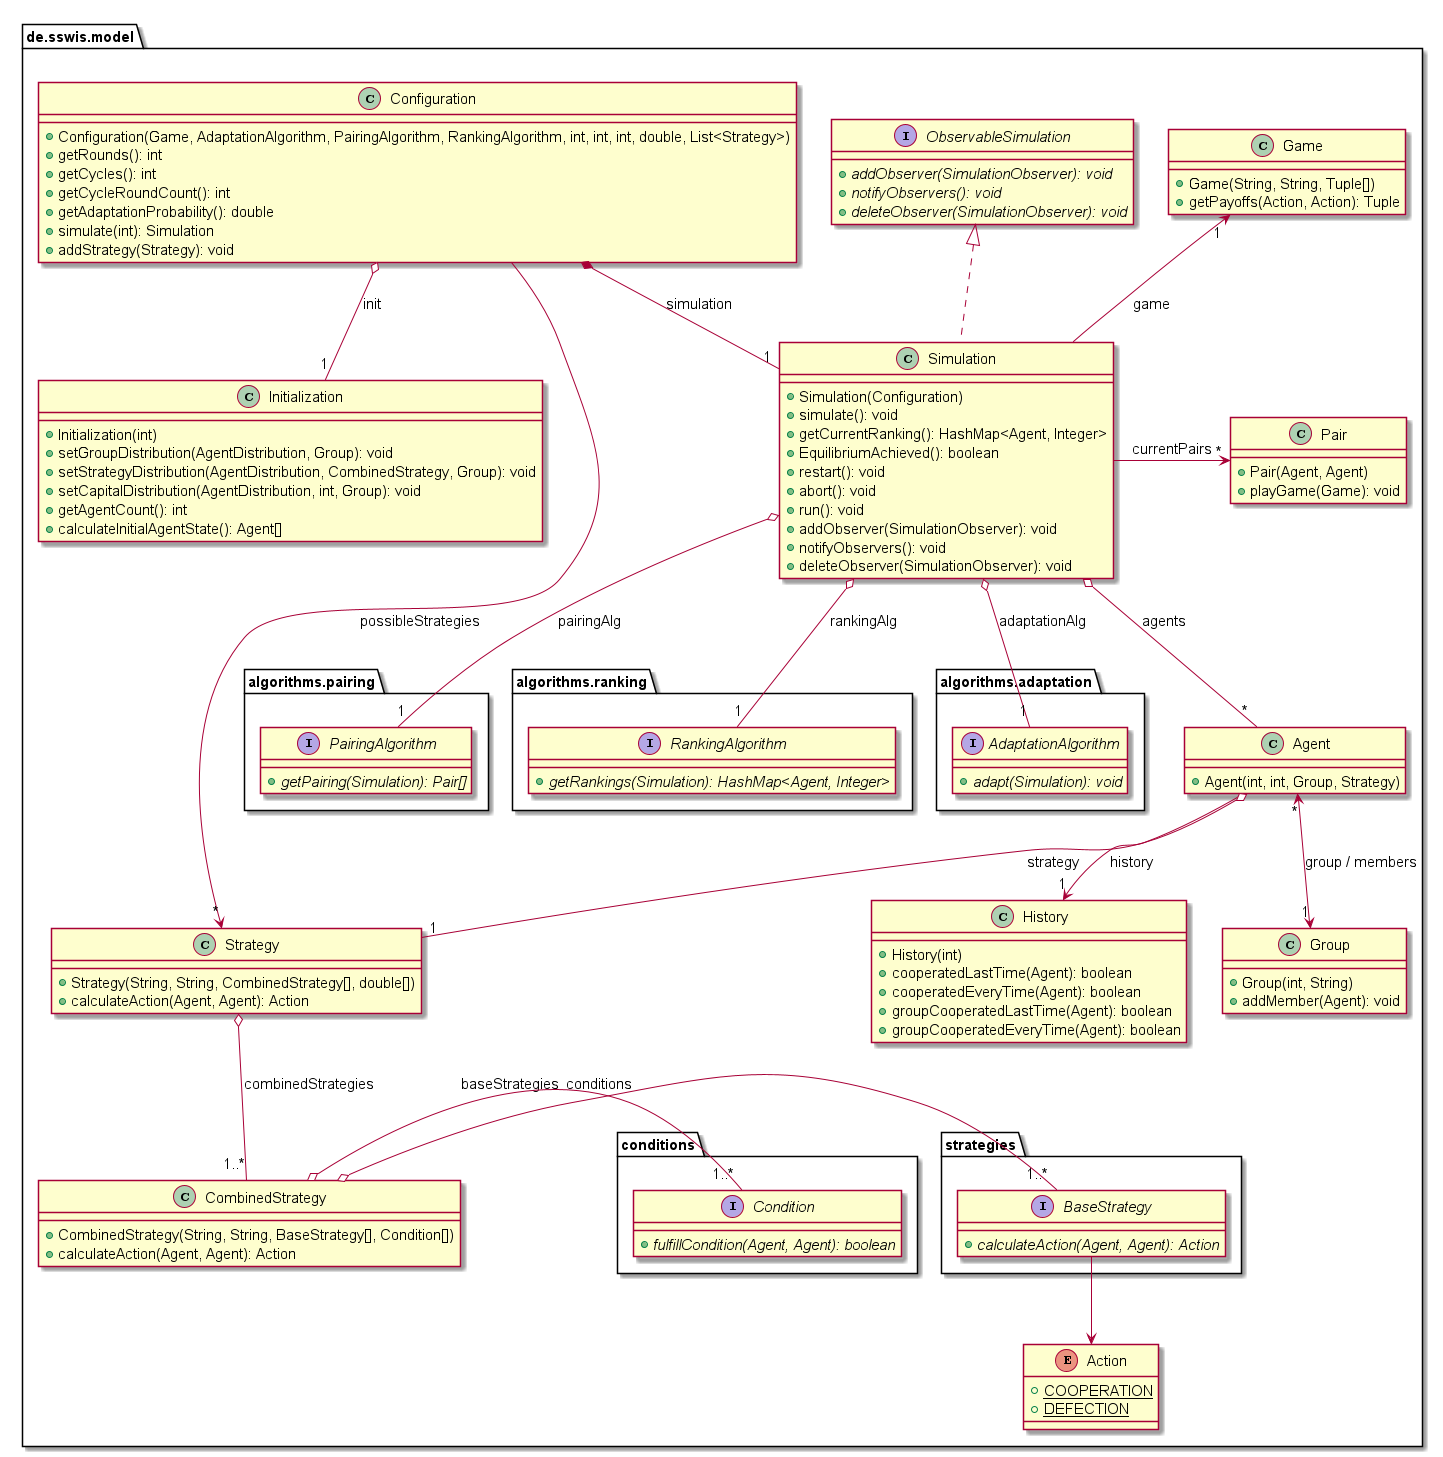 de.sswis.model
C Configuration
Configuration(Game, AdaptationAlgorithm, PairingAlgorithm, RankingAlgorithm, int, int, int, double, List<Strategy>)
getRounds(): int
getCycles(): int
getCycleRoundCount(): int
getAdaptationProbability(): double
simulate(int): Simulation
addStrategy(Strategy): void
I ObservableSimulation
addObserver(SimulationObserver): void
notifyObservers(): void
deleteObserver(SimulationObserver): void
C Game
Game(String, String, Tuple[])
getPayoffs(Action, Action): Tuple
1
init
simulation
game
1
1
C Initialization
Initialization(int)
setGroupDistribution(AgentDistribution, Group): void
setStrategyDistribution(AgentDistribution, CombinedStrategy, Group): void
setCapitalDistribution(AgentDistribution, int, Group): void
getAgentCount(): int
calculateInitialAgentState(): Agent[]
C Simulation
Simulation(Configuration)
simulate(): void
getCurrentRanking(): HashMap<Agent, Integer>
EquilibriumAchieved(): boolean
restart(): void
abort(): void
run(): void
addObserver(SimulationObserver): void
notifyObservers(): void
deleteObserver(SimulationObserver): void
currentPairs *
C Pair
Pair(Agent, Agent)
playGame(Game): void
possibleStrategies
pairingAlg
rankingAlg
adaptationAlg
agents
algorithms.pairing
1
I PairingAlgorithm
getPairing(Simulation): Pair[]
algorithms.ranking
1
I RankingAlgorithm
getRankings(Simulation): HashMap<Agent, Integer>
algorithms.adaptation
1
I AdaptationAlgorithm
adapt(Simulation): void
*
C Agent
Agent(int, int, Group, Strategy)
*
strategy
history
group / members
*
1
1
1
C Strategy
Strategy(String, String, CombinedStrategy[], double[])
calculateAction(Agent, Agent): Action
C History
History(int)
cooperatedLastTime(Agent): boolean
cooperatedEveryTime(Agent): boolean
groupCooperatedLastTime(Agent): boolean
groupCooperatedEveryTime(Agent): boolean
C Group
Group(int, String)
addMember(Agent): void
combinedStrategies
baseStrategies
conditions
1..*
C CombinedStrategy
CombinedStrategy(String, String, BaseStrategy[], Condition[])
calculateAction(Agent, Agent): Action
conditions
1..*
I Condition
fulfillCondition(Agent, Agent): boolean
strategies
1..*
I BaseStrategy
calculateAction(Agent, Agent): Action
E Action
COOPERATION
DEFECTION